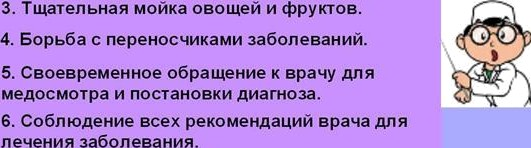 3. Тщательная мойка овощей и фруктов.
4. Борьба с переносчиками заболеваний.
5. Своевременное обращение к врачу для
медосмотра и постановки диагноза.
6. Соблюдение всех рекомендаций врача для
лечения заболевания.